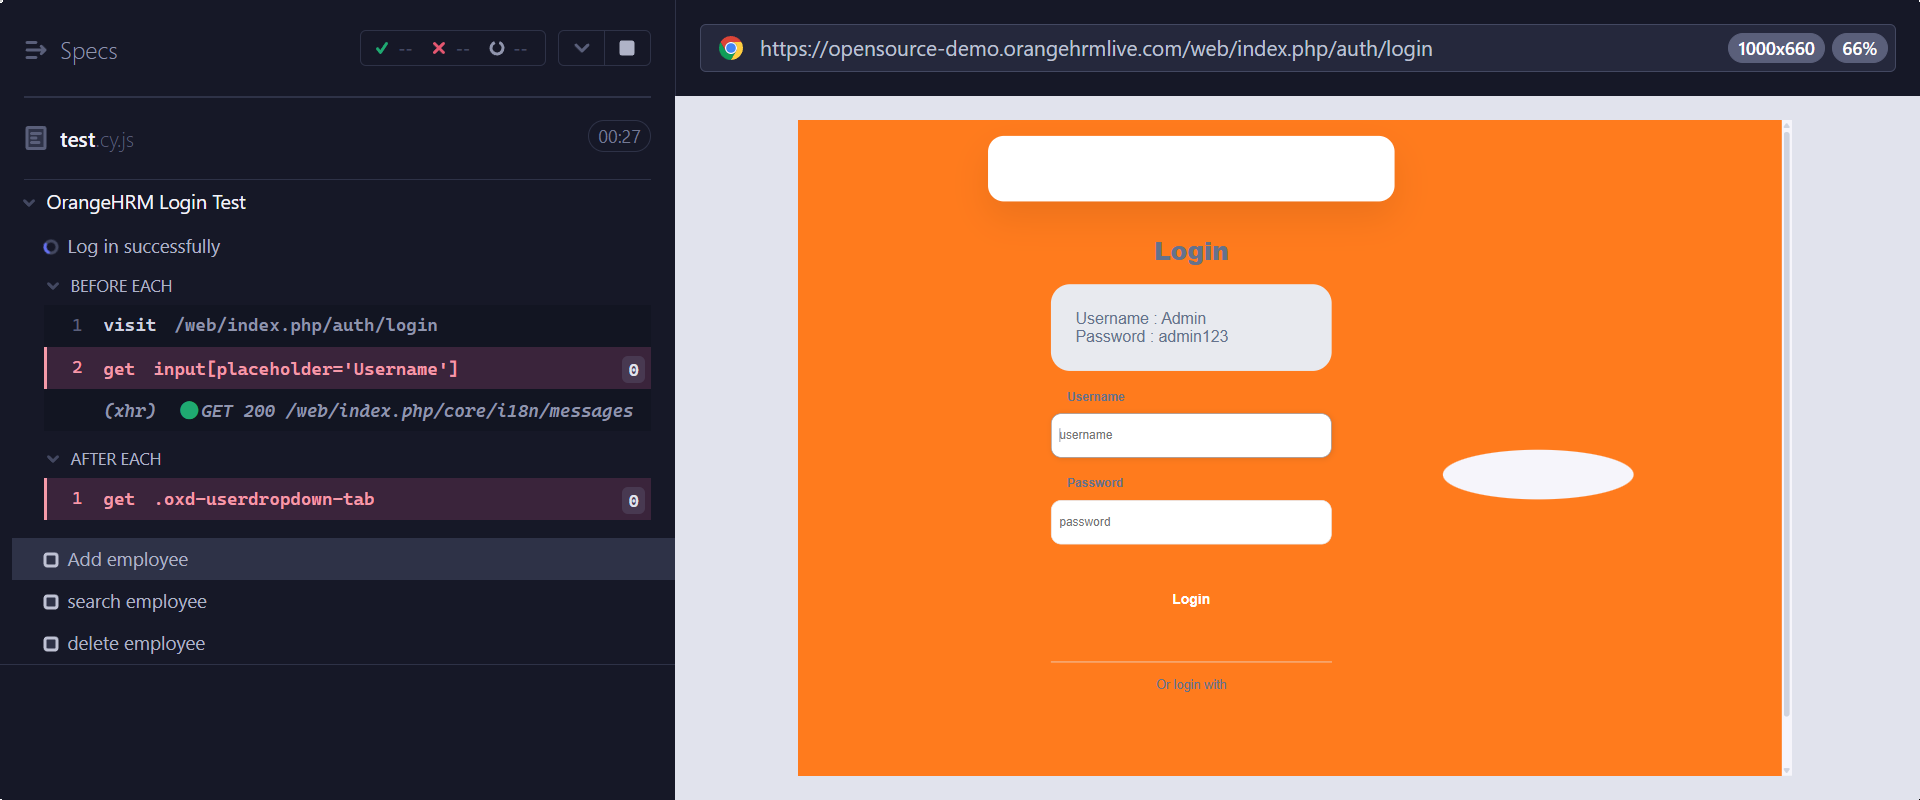 Specs
-- -- --
test.cy.js 00:27
OrangeHRM Login Test
Log in successfully
BEFORE EACH
1 visit /web/index.php/auth/login
2 get input[placeholder='Username'] 0
(xhr) GET 200 /web/index.php/core/i18n/messages
AFTER EACH
1 get .oxd-userdropdown-tab 0
Add employee
search employee
delete employee
https://opensource-demo.orangehrmlive.com/web/index.php/auth/login 1000x660 66%
Login
Username : Admin
Password : admin123
Username
username
Password
password
Login
Or login with